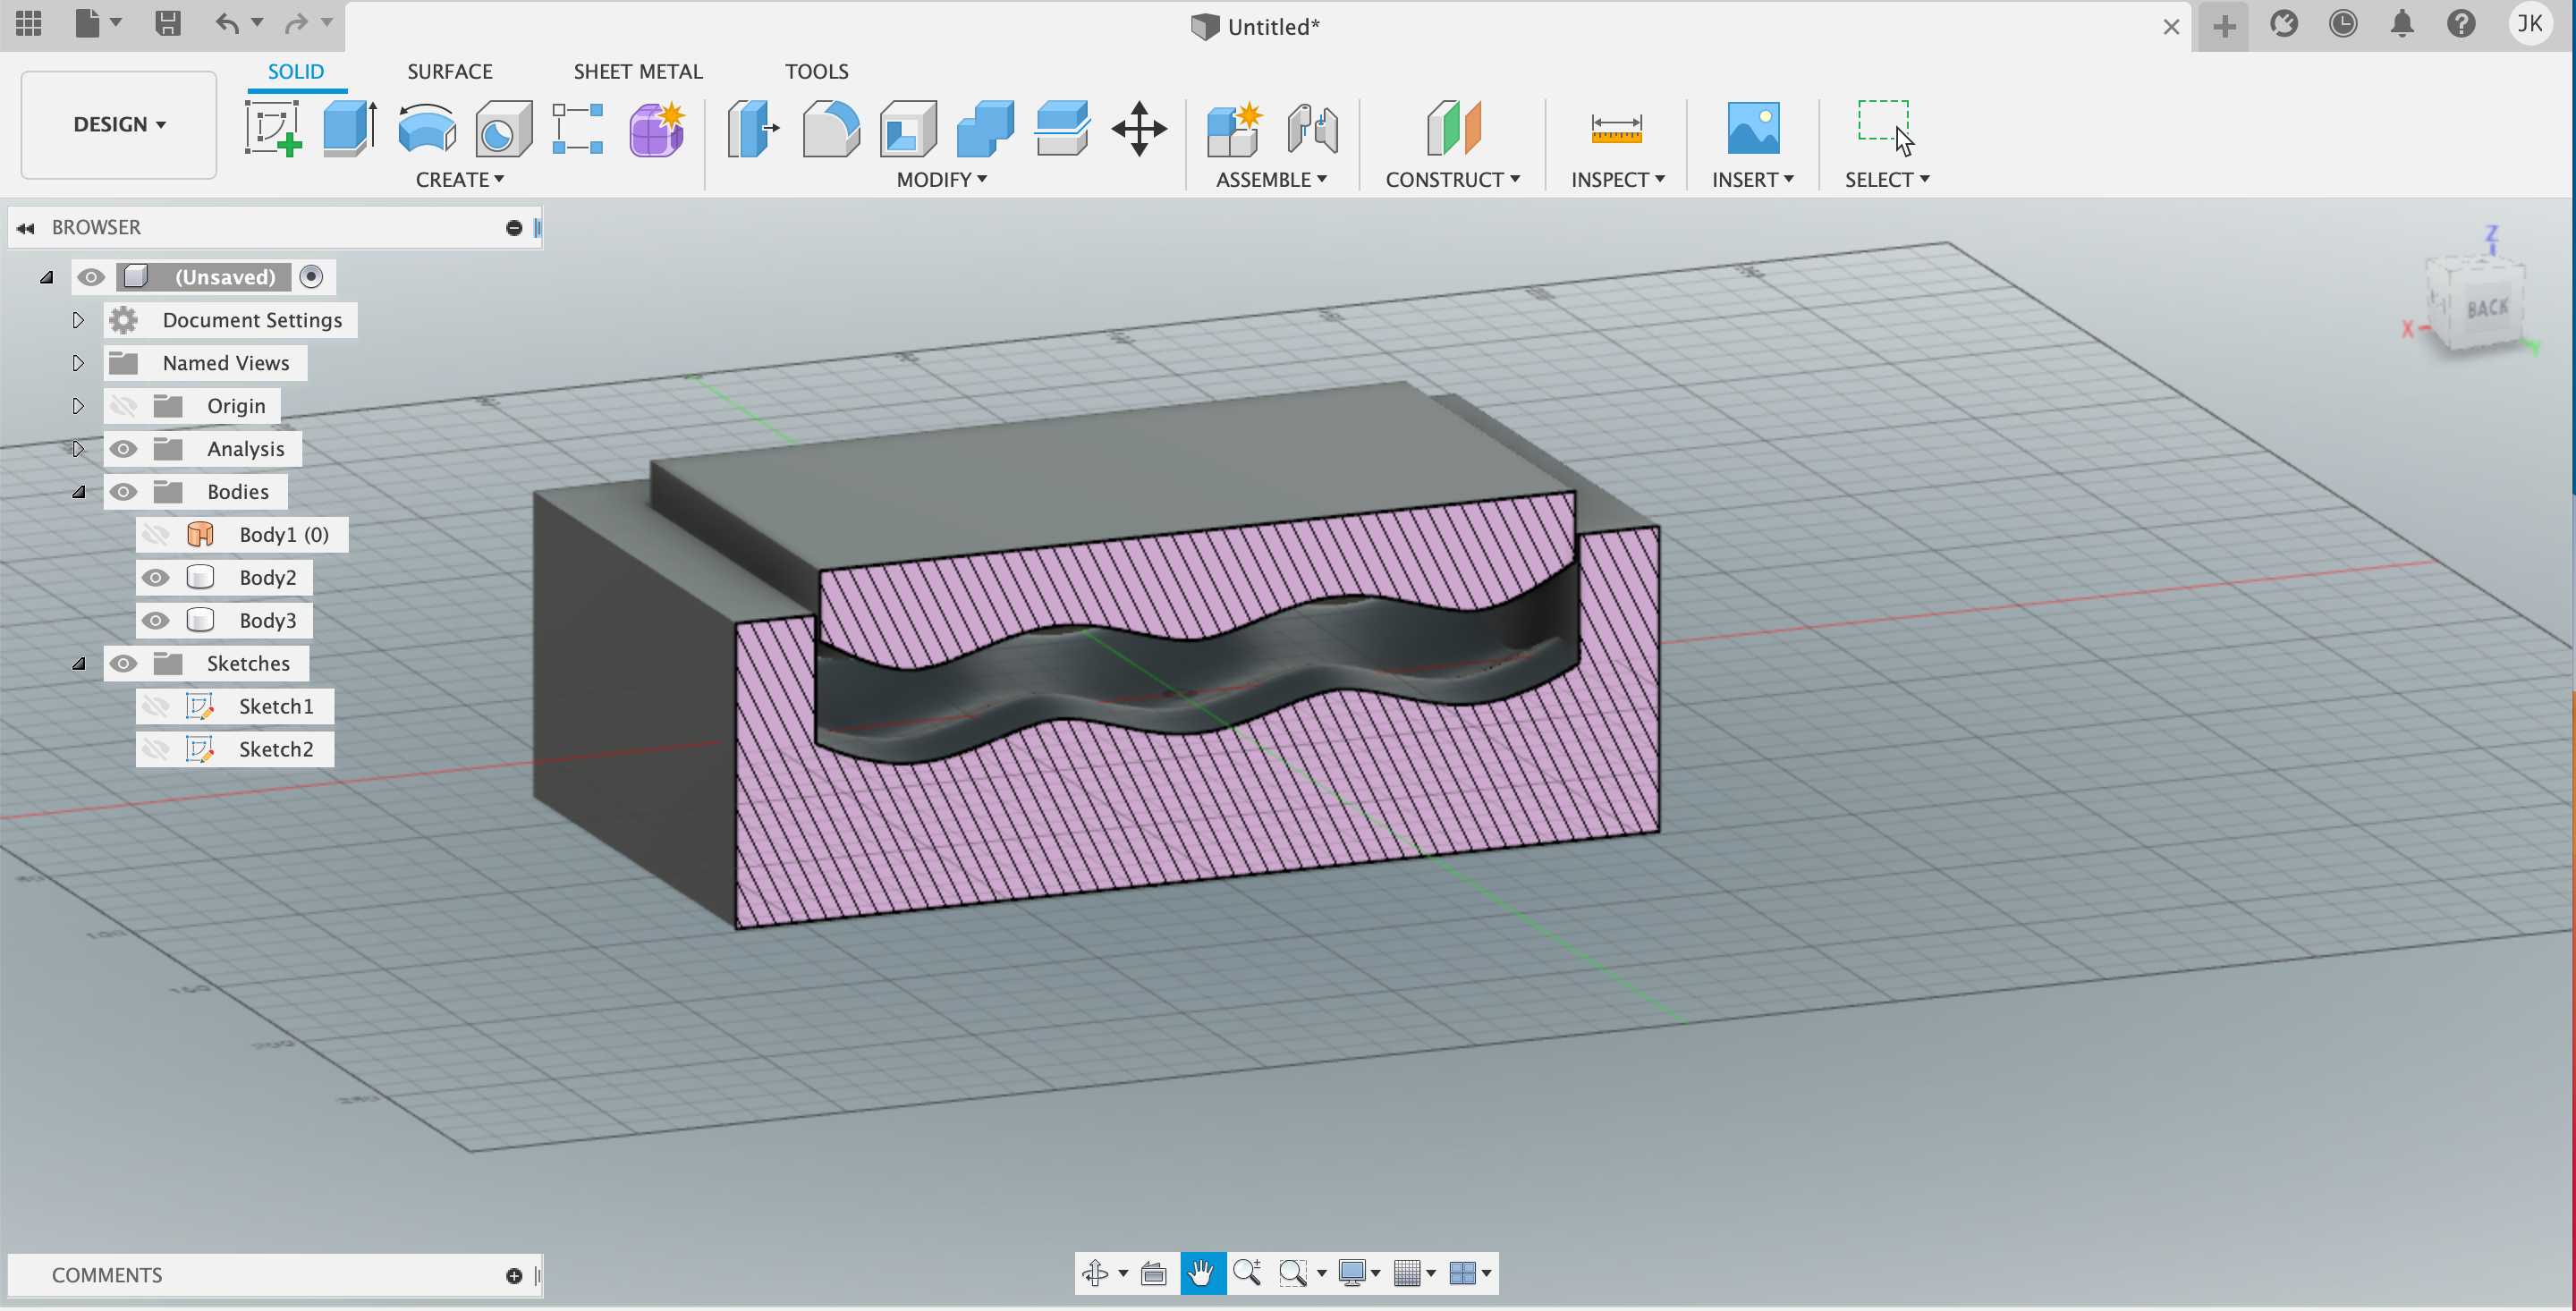 Untitled*
JK
SOLID SURFACE SHEET METAL TOOLS
DESIGN
CREATE MODIFY ASSEMBLE CONSTRUCT INSPECT INSERT SELECT
BROWSER
(Unsaved)
Document Settings
Named Views
Origin
Analysis
Bodies
Body1 (0)
Body2
Body3
Sketches
Sketch1
Sketch2
Z
BACK
X
Y
COMMENTS